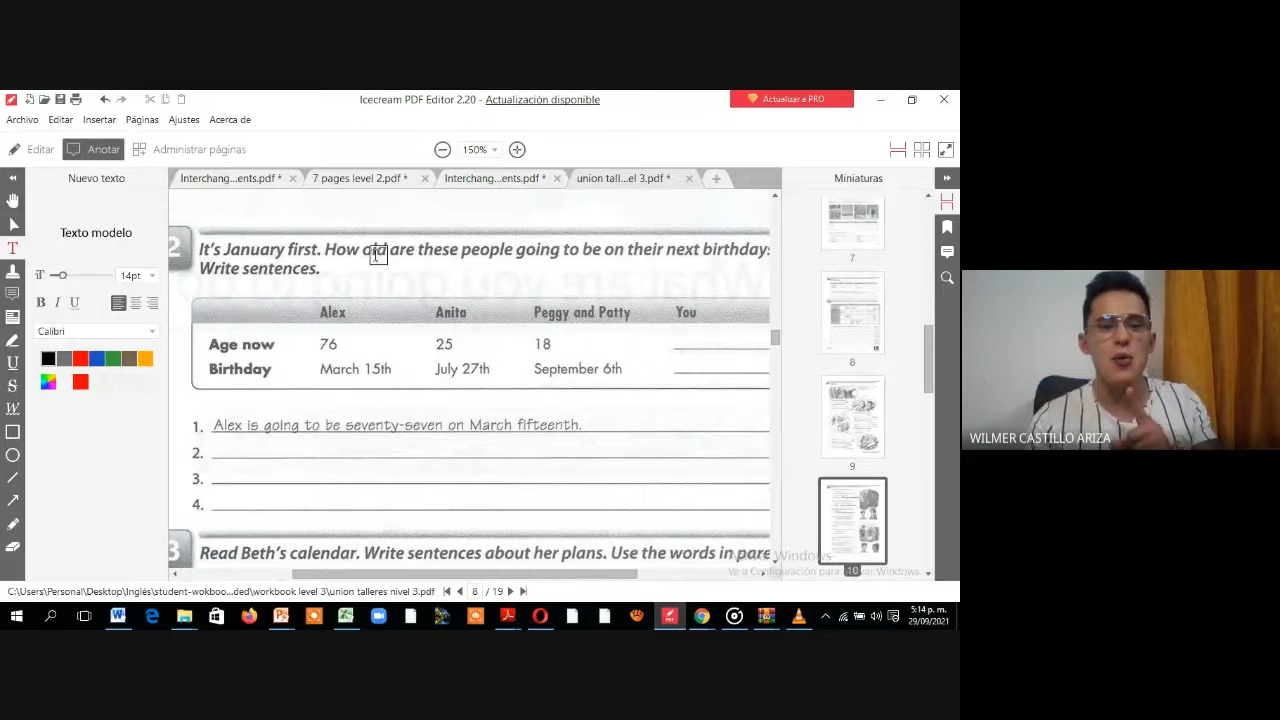 Icecream PDF Editor 2.20 - Actualización disponible
Actualizar a PRO
Archivo Editar Insertar Páginas Ajustes Acerca de
Editar Anotar Administrar páginas
150%
Nuevo texto
Interchang...ents.pdf *
7 pages level 2.pdf *
Interchang...ents.pdf *
union tall...el 3.pdf *
Miniaturas
Texto modelo
14pt
B I U
Calibri
2 It's January first. How old are these people going to be on their next birthday
Write sentences.
Alex Anita Peggy and Patty You
Age now 76 25 18
Birthday March 15th July 27th September 6th
1. Alex is going to be seventy-seven on March fifteenth.
2.
3.
4.
3 Read Beth's calendar. Write sentences about her plans. Use the words in pare
7
8
9
10
Activar Windows
Ve a Configuración para activar Windows.
C:\Users\Personal\Desktop\Inglés\student-wokboo...ded\workbook level 3\union talleres nivel 3.pdf
8 / 19
5:14 p. m.
29/09/2021
WILMER CASTILLO ARIZA